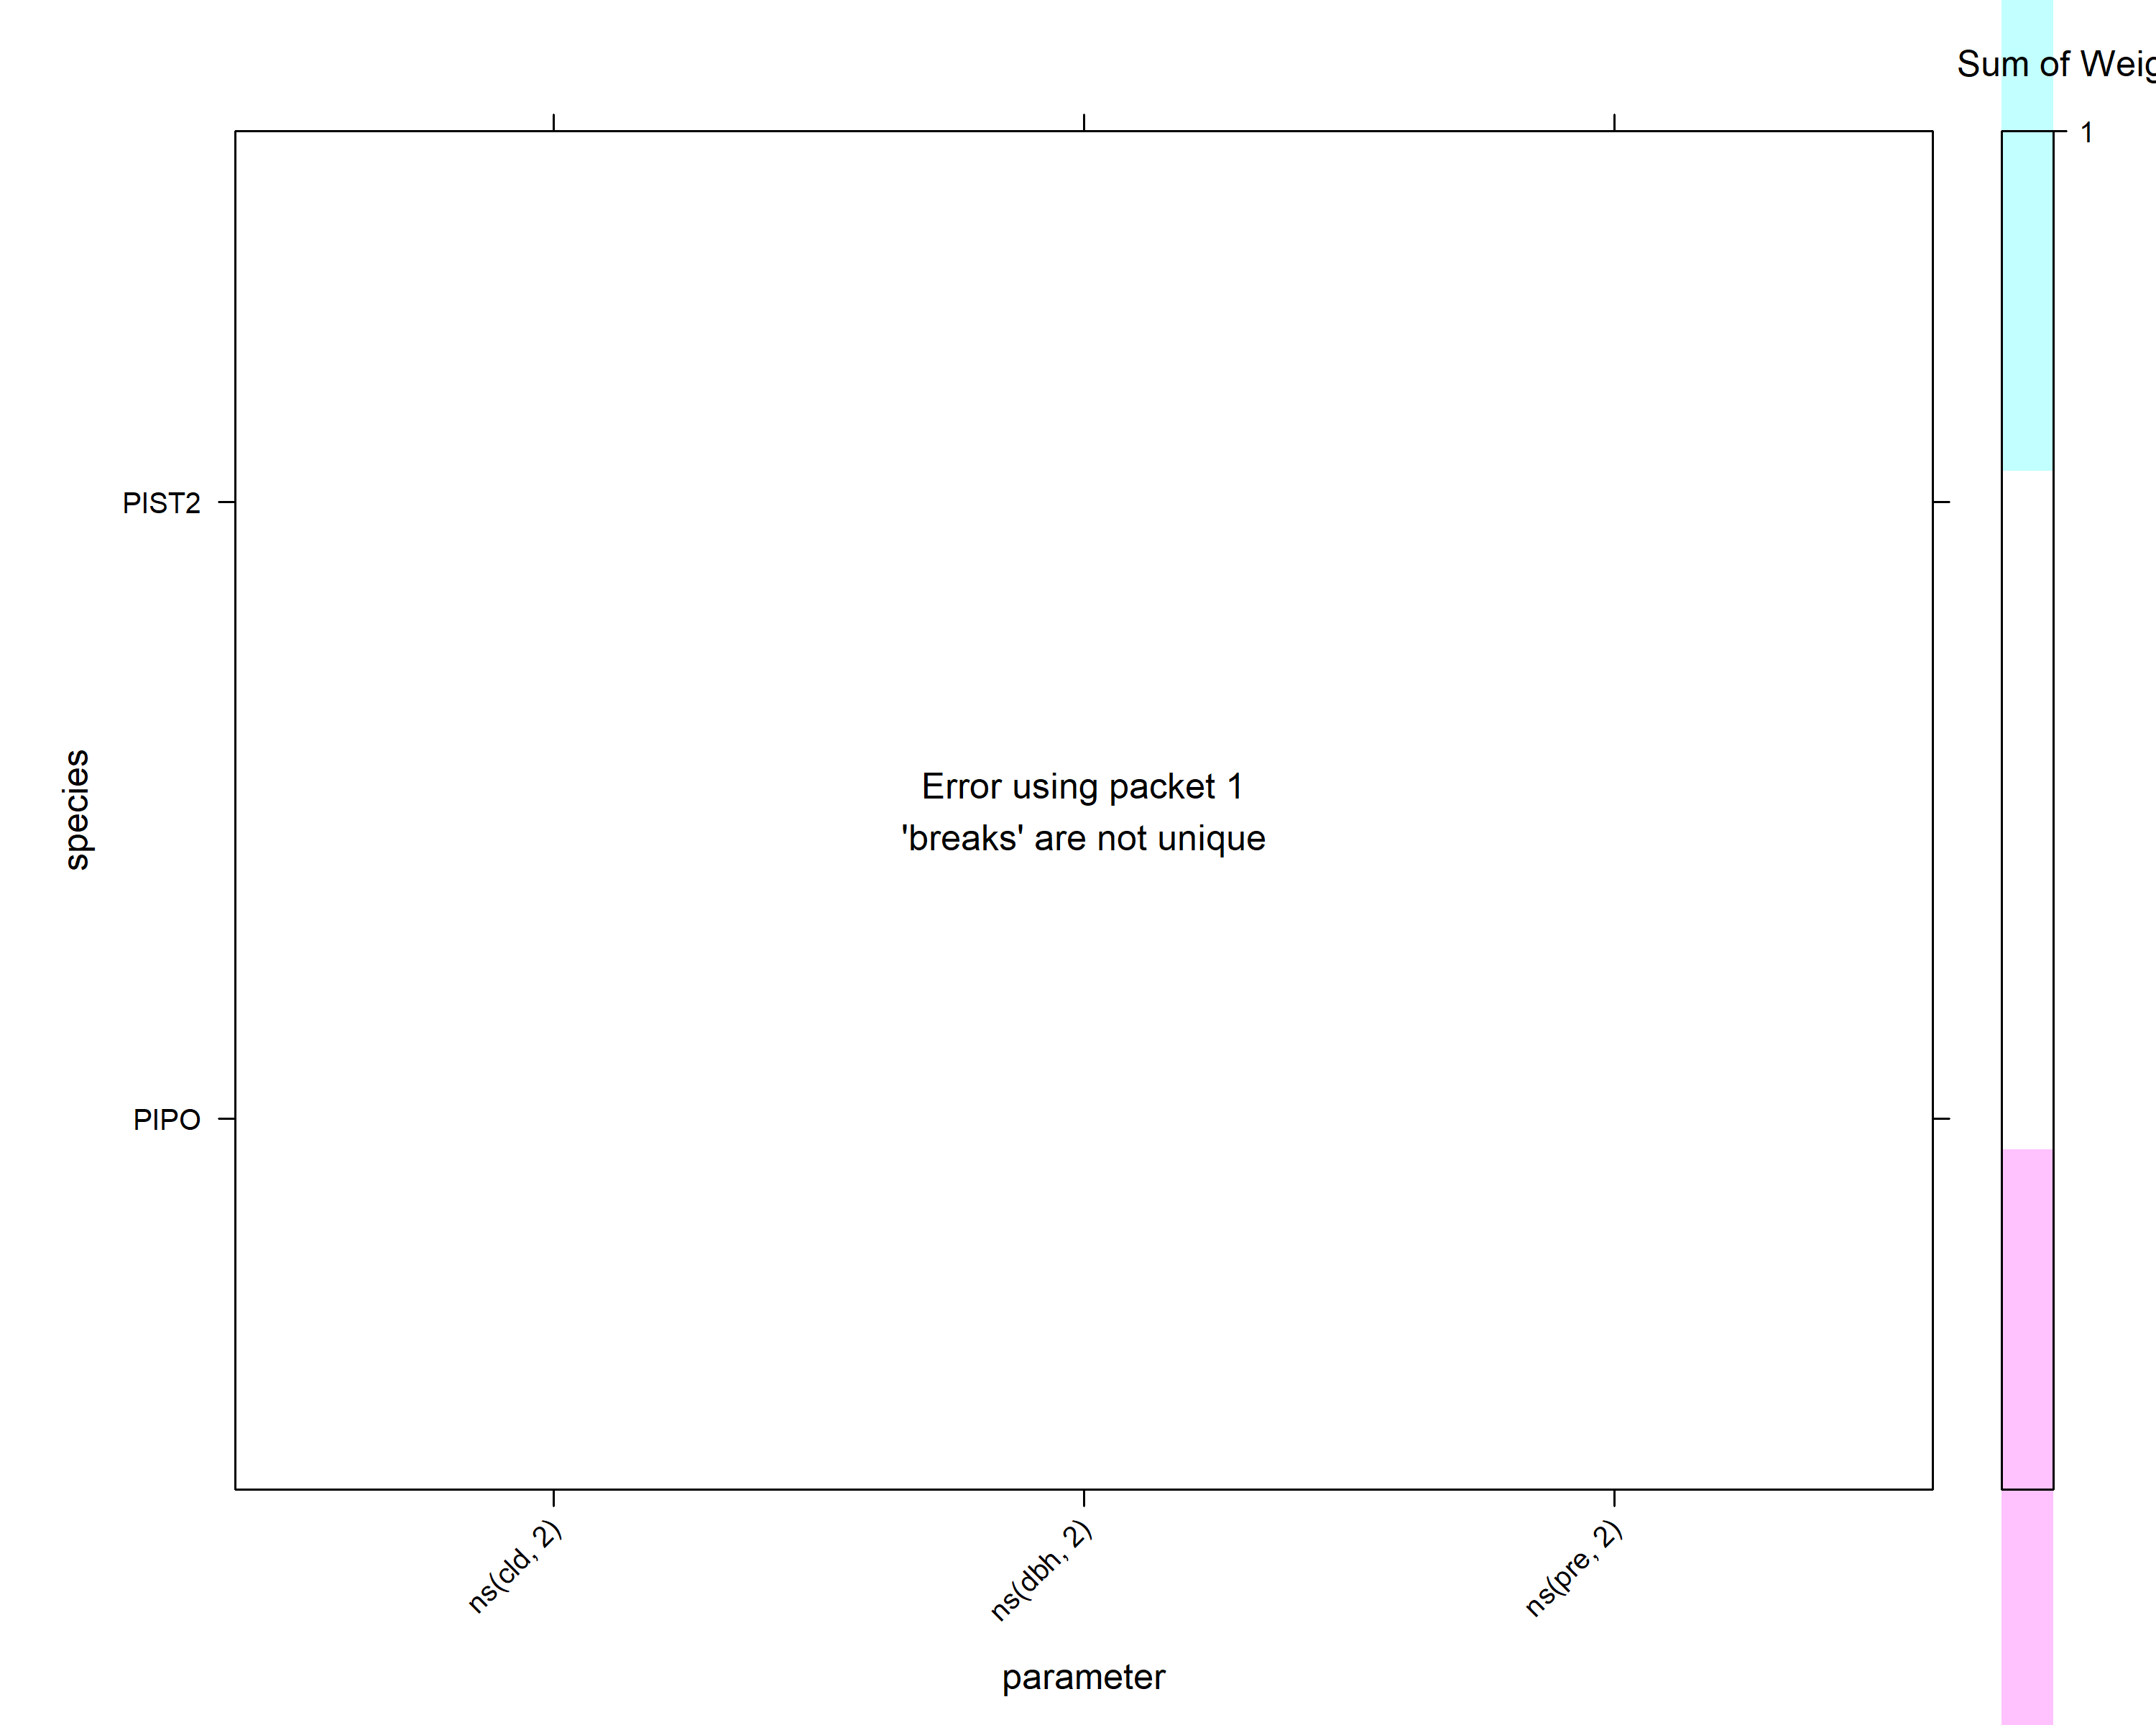 Sum of Weig
1
PIST2
species
Error using packet 1
'breaks' are not unique
PIPO
ns(cld, 2)
ns(dbh, 2)
ns(pre, 2)
parameter